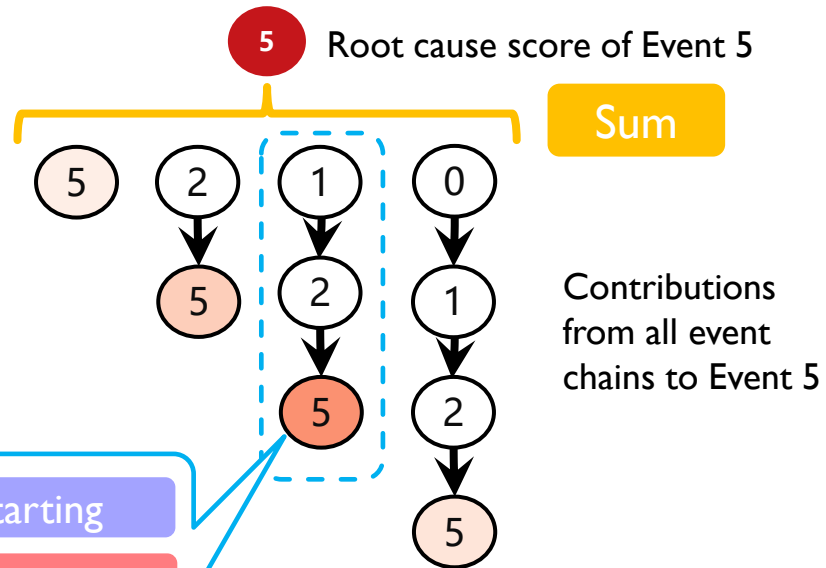 5 Root cause score of Event 5
Sum
5 2 1 0
5 2 1
5 2
5
Contributions
from all event
chains to Event 5